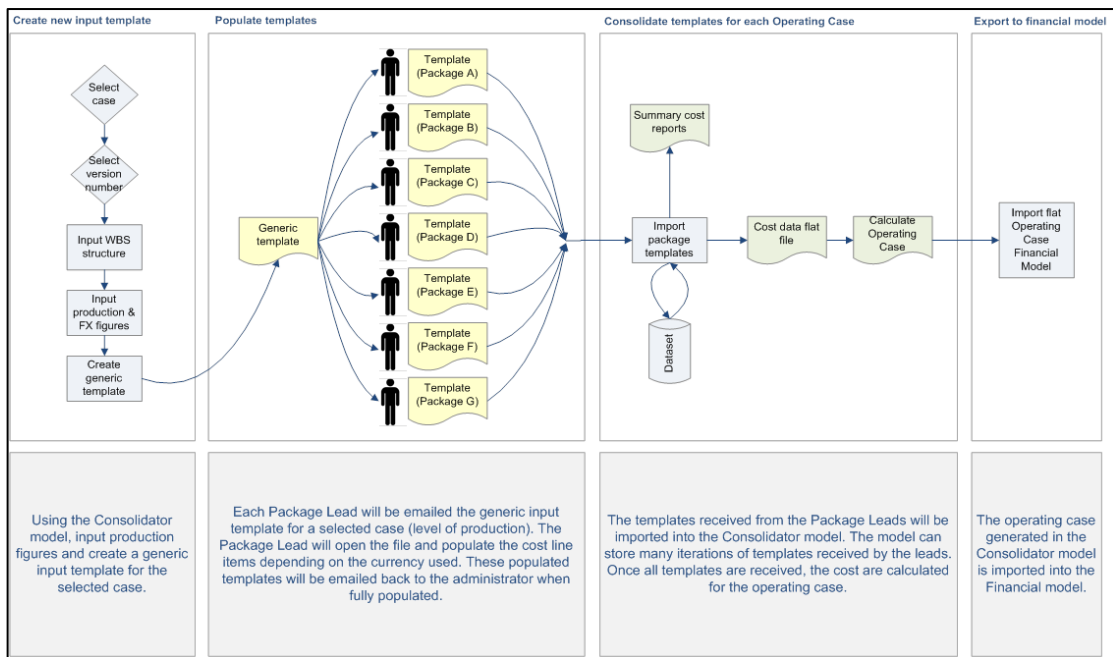 Create new input template
Populate templates
Consolidate templates for each Operating Case
Export to financial model
Select
case
Select
version
number
Input WBS
structure
Input
production &
FX figures
Create
generic
template
Generic
template
Template
(Package A)
Template
(Package B)
Template
(Package C)
Template
(Package D)
Template
(Package E)
Template
(Package F)
Template
(Package G)
Summary cost
reports
Import
package
templates
Dataset
Cost data flat
file
Calculate
Operating
Case
Import flat
Operating
Case
Financial
Model
Using the Consolidator
model, input production
figures and create a generic
input template for the
selected case.
Each Package Lead will be emailed the generic input
template for a selected case (level of production). The
Package Lead will open the file and populate the cost line
items depending on the currency used. These populated
templates will be emailed back to the administrator when
fully populated.
The templates received from the Package Leads will be
imported into the Consolidator model. The model can
store many iterations of templates received by the leads.
Once all templates are received, the cost are calculated
for the operating case.
The operating case
generated in the
Consolidator model
is imported into the
Financial model.